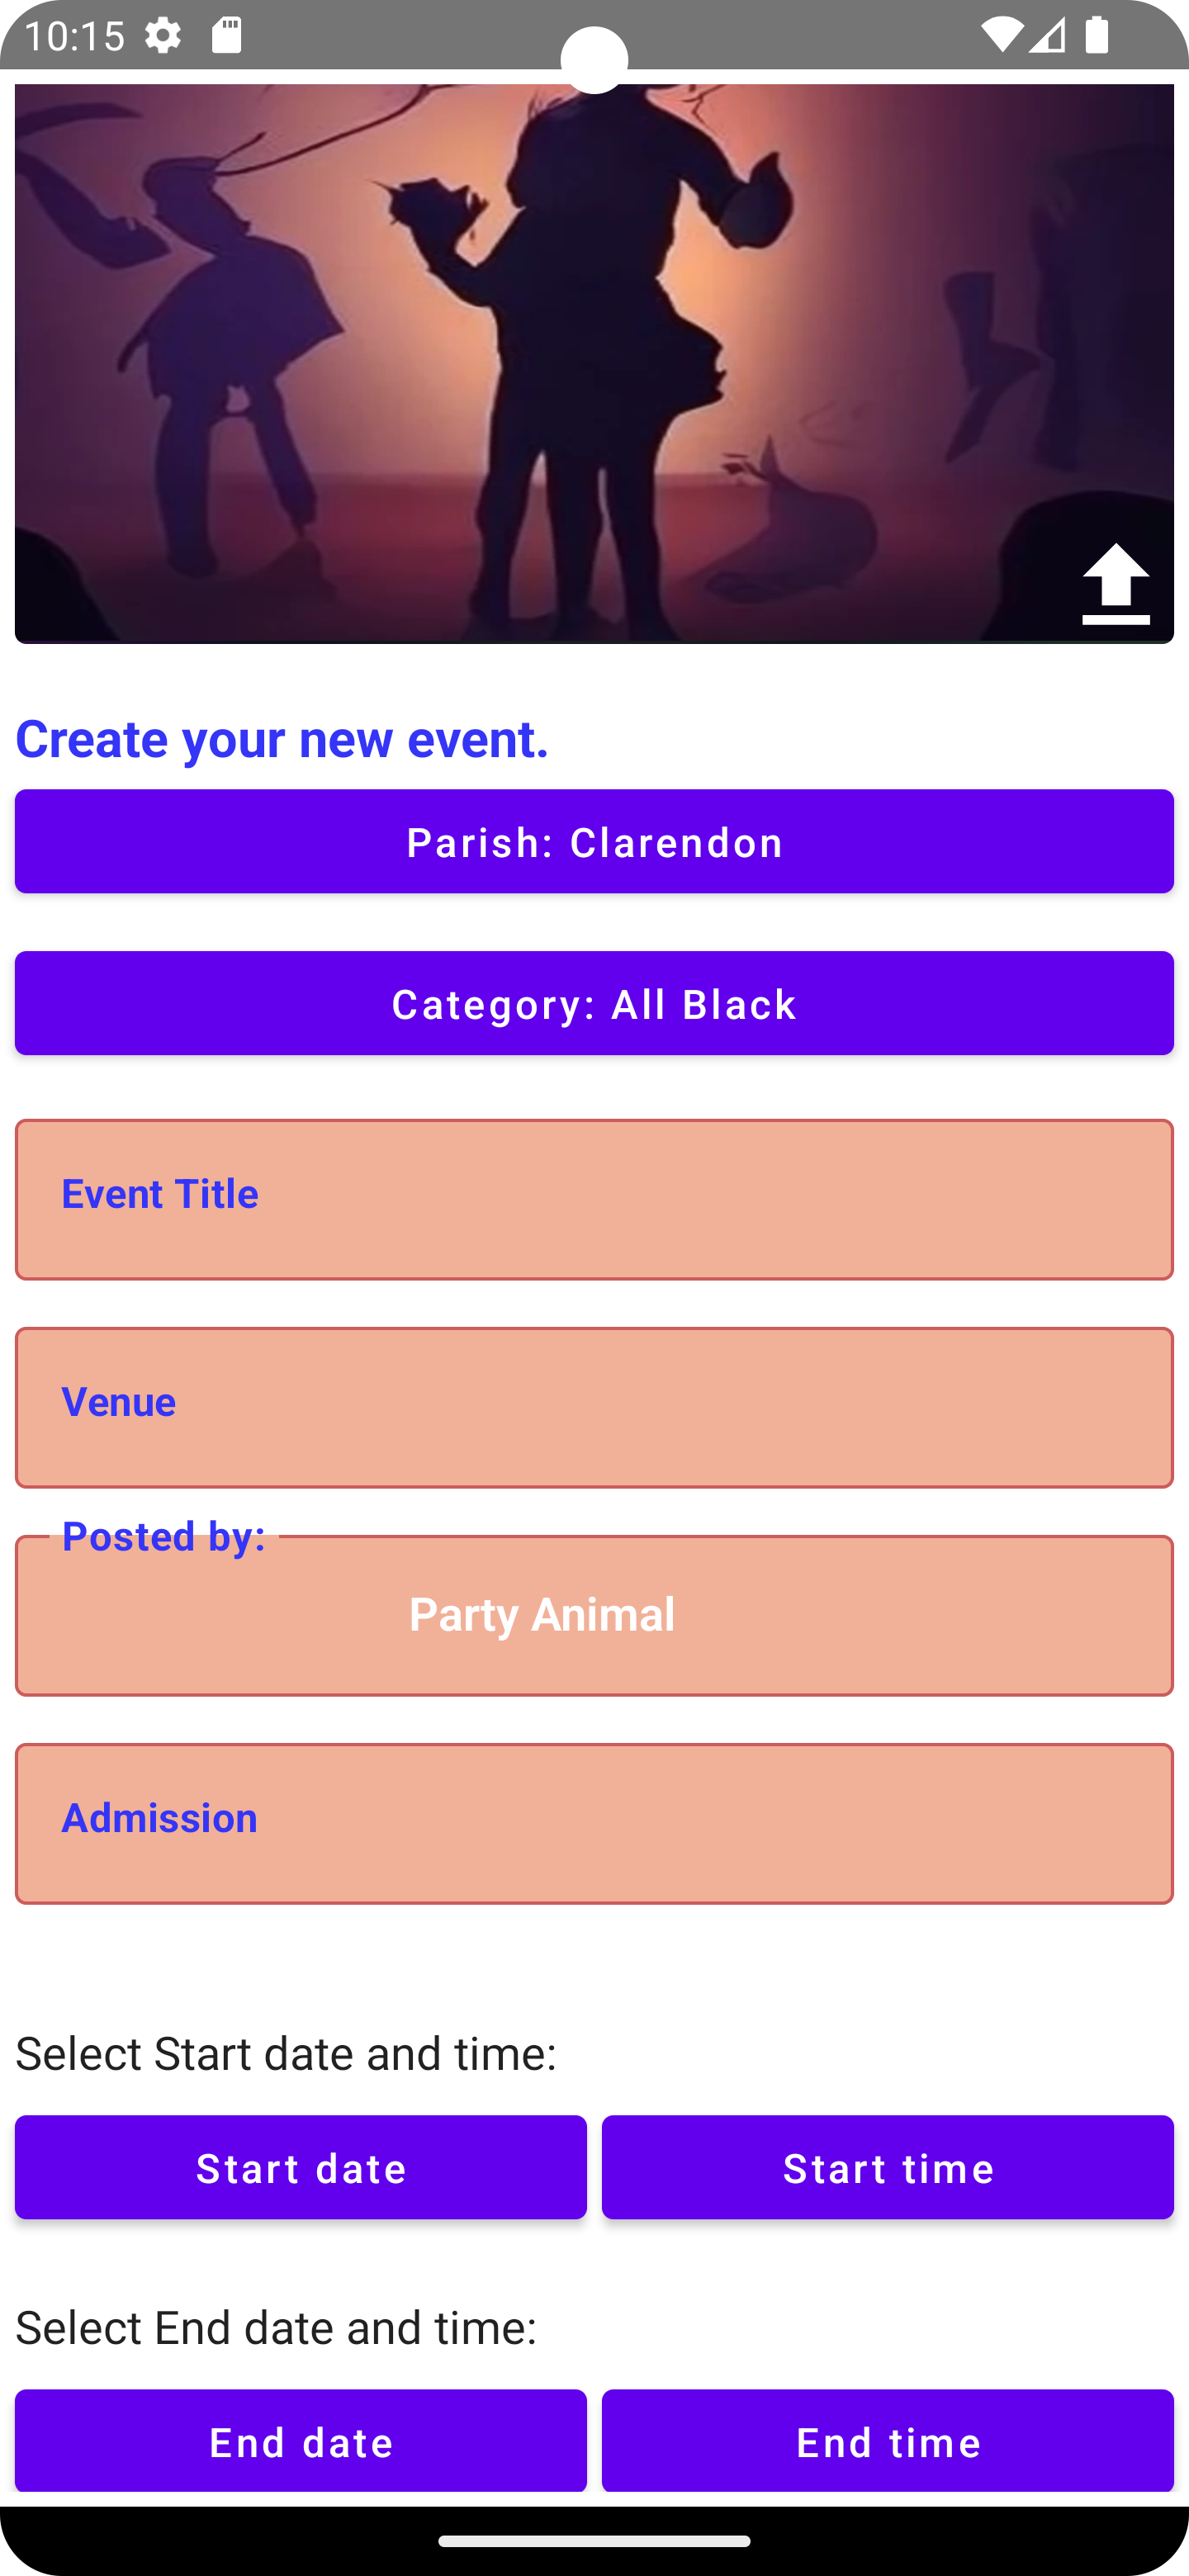 10:15
Create your new event.
Parish: Clarendon
Category: All Black
Event Title
Venue
Posted by:
Party Animal
Admission
Select Start date and time:
Start date Start time
Select End date and time:
End date End time